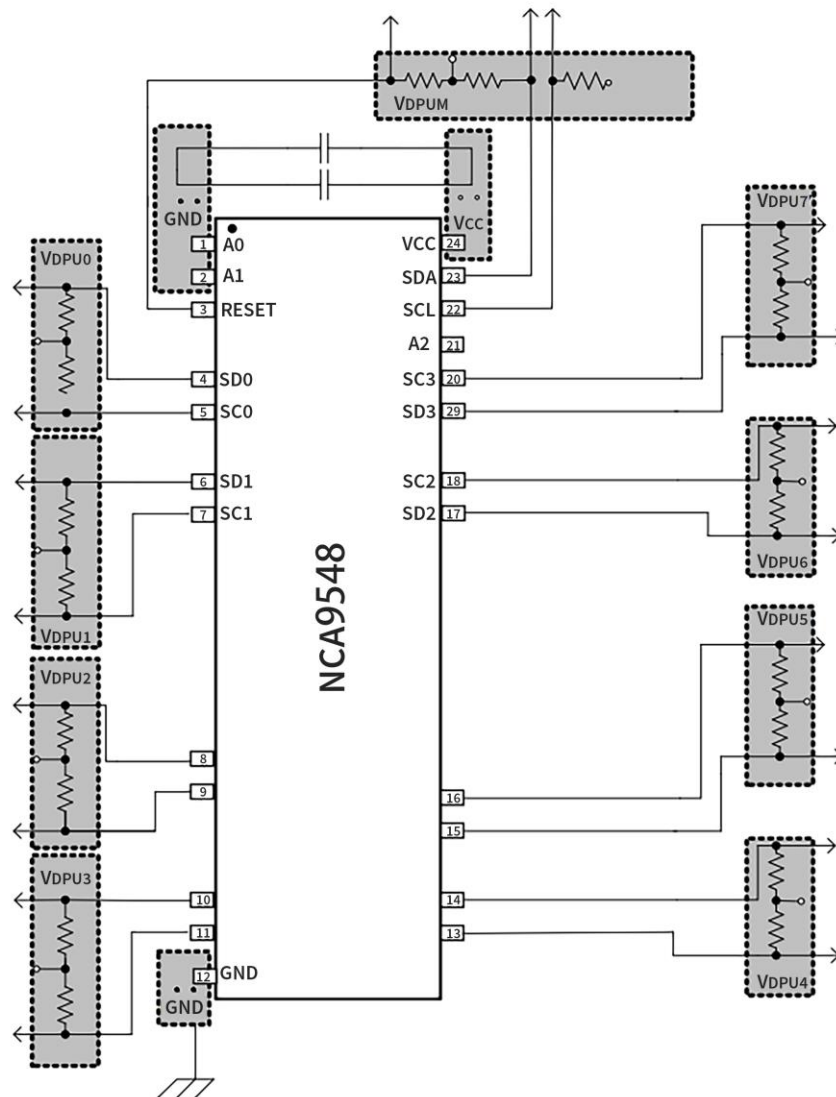 VDPUM
GND
VCC
VDPU7
1 A0
VCC 24
VDPU0
2 A1
SDA 23
3 RESET
SCL 22
A2 21
4 SD0
SC3 20
5 SC0
SD3 29
6 SD1
SC2 18
7 SC1
SD2 17
VDPU6
NCA9548
VDPU5
VDPU1
VDPU2
8
9
16
15
VDPU3
10
14
11
13
12 GND
VDPU4
GND